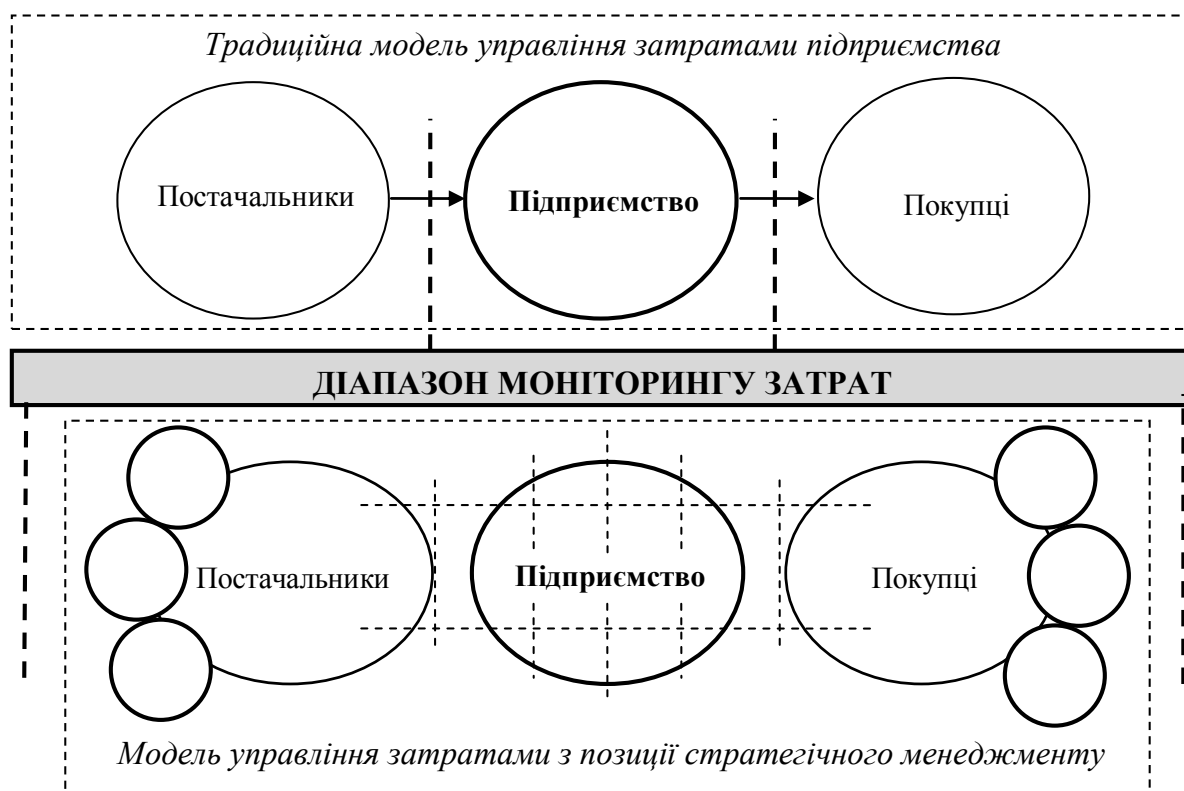 Традиційна модель управління затратами підприємства
Постачальники
Підприємство
Покупці
ДІАПАЗОН МОНІТОРИНГУ ЗАТРАТ
Постачальники
Підприємство
Покупці
Модель управління затратами з позиції стратегічного менеджменту